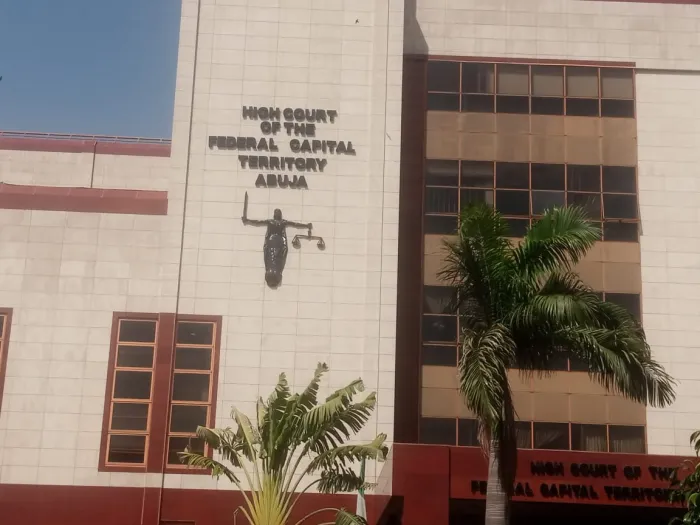 HIGH COURT
OF THE
FEDERAL CAPITAL
TERRITORY
ABUJA
HIGH COURT OF THE
FEDERAL CAPITAL TERRITORY